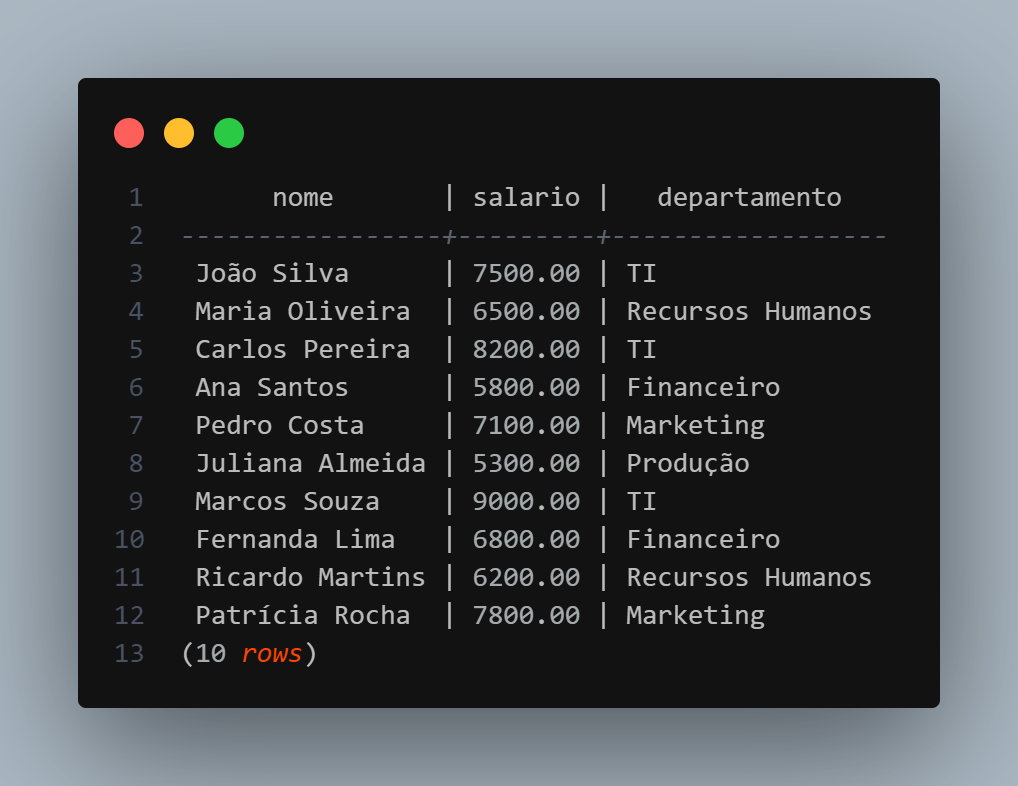 1         nome       | salario |   departamento
2  -----------------+---------+------------------
3   João Silva      | 7500.00 | TI
4   Maria Oliveira  | 6500.00 | Recursos Humanos
5   Carlos Pereira  | 8200.00 | TI
6   Ana Santos      | 5800.00 | Financeiro
7   Pedro Costa     | 7100.00 | Marketing
8   Juliana Almeida | 5300.00 | Produção
9   Marcos Souza    | 9000.00 | TI
10  Fernanda Lima   | 6800.00 | Financeiro
11  Ricardo Martins | 6200.00 | Recursos Humanos
12  Patrícia Rocha  | 7800.00 | Marketing
13 (10 rows)